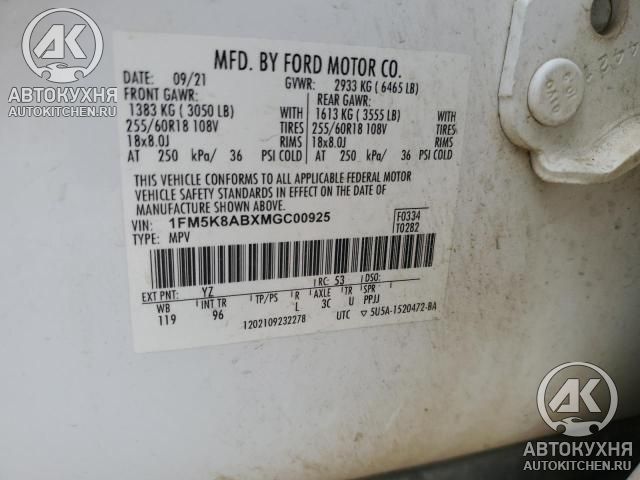 MFD. BY FORD MOTOR CO.
DATE: 09/21 GVWR: 2933 KG ( 6465 LB)
FRONT GAWR: REAR GAWR:
1383 KG ( 3050 LB) WITH 1613 KG ( 3555 LB) WITH
255/60R18 108V TIRES 255/60R18 108V TIRES
18x8.0J RIMS 18x8.0J RIMS
AT 250 kPa/ 36 PSI COLD AT 250 kPa/ 36 PSI COLD
THIS VEHICLE CONFORMS TO ALL APPLICABLE FEDERAL MOTOR
VEHICLE SAFETY STANDARDS IN EFFECT ON THE DATE OF
MANUFACTURE SHOWN ABOVE.
VIN: 1FM5K8ABXMGC00925 F0334
TYPE: MPV T0282
EXT PNT: YZ RC: 53 DSO:
WB INT TR TP/PS R AXLE TR SPR
119 96 L 3C U PPJJ
1202109232278 UTC ▽ 5U5A-1520472-BA
АК
АВТОКУХНЯ
AUTOKITCHEN.RU
АК
АВТОКУХНЯ
AUTOKITCHEN.RU